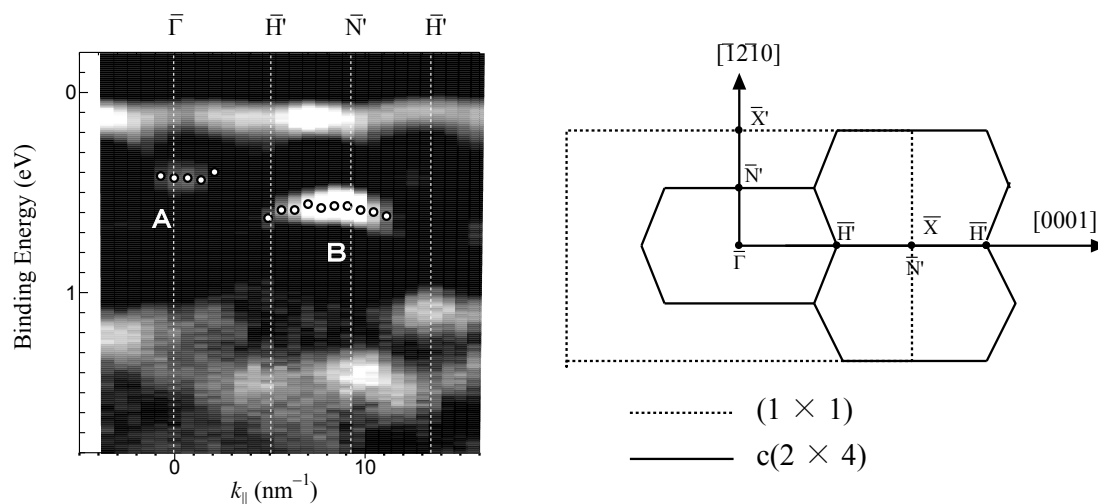 Γ̅ H̅' N̅' H̅'
0
1
Binding Energy (eV)
A
B
0 10
k∥ (nm⁻¹)
[1̅21̅0]
X̅'
N̅'
H̅' X̅ H̅' [0001]
Γ̅ N̅'
(1 × 1)
c(2 × 4)